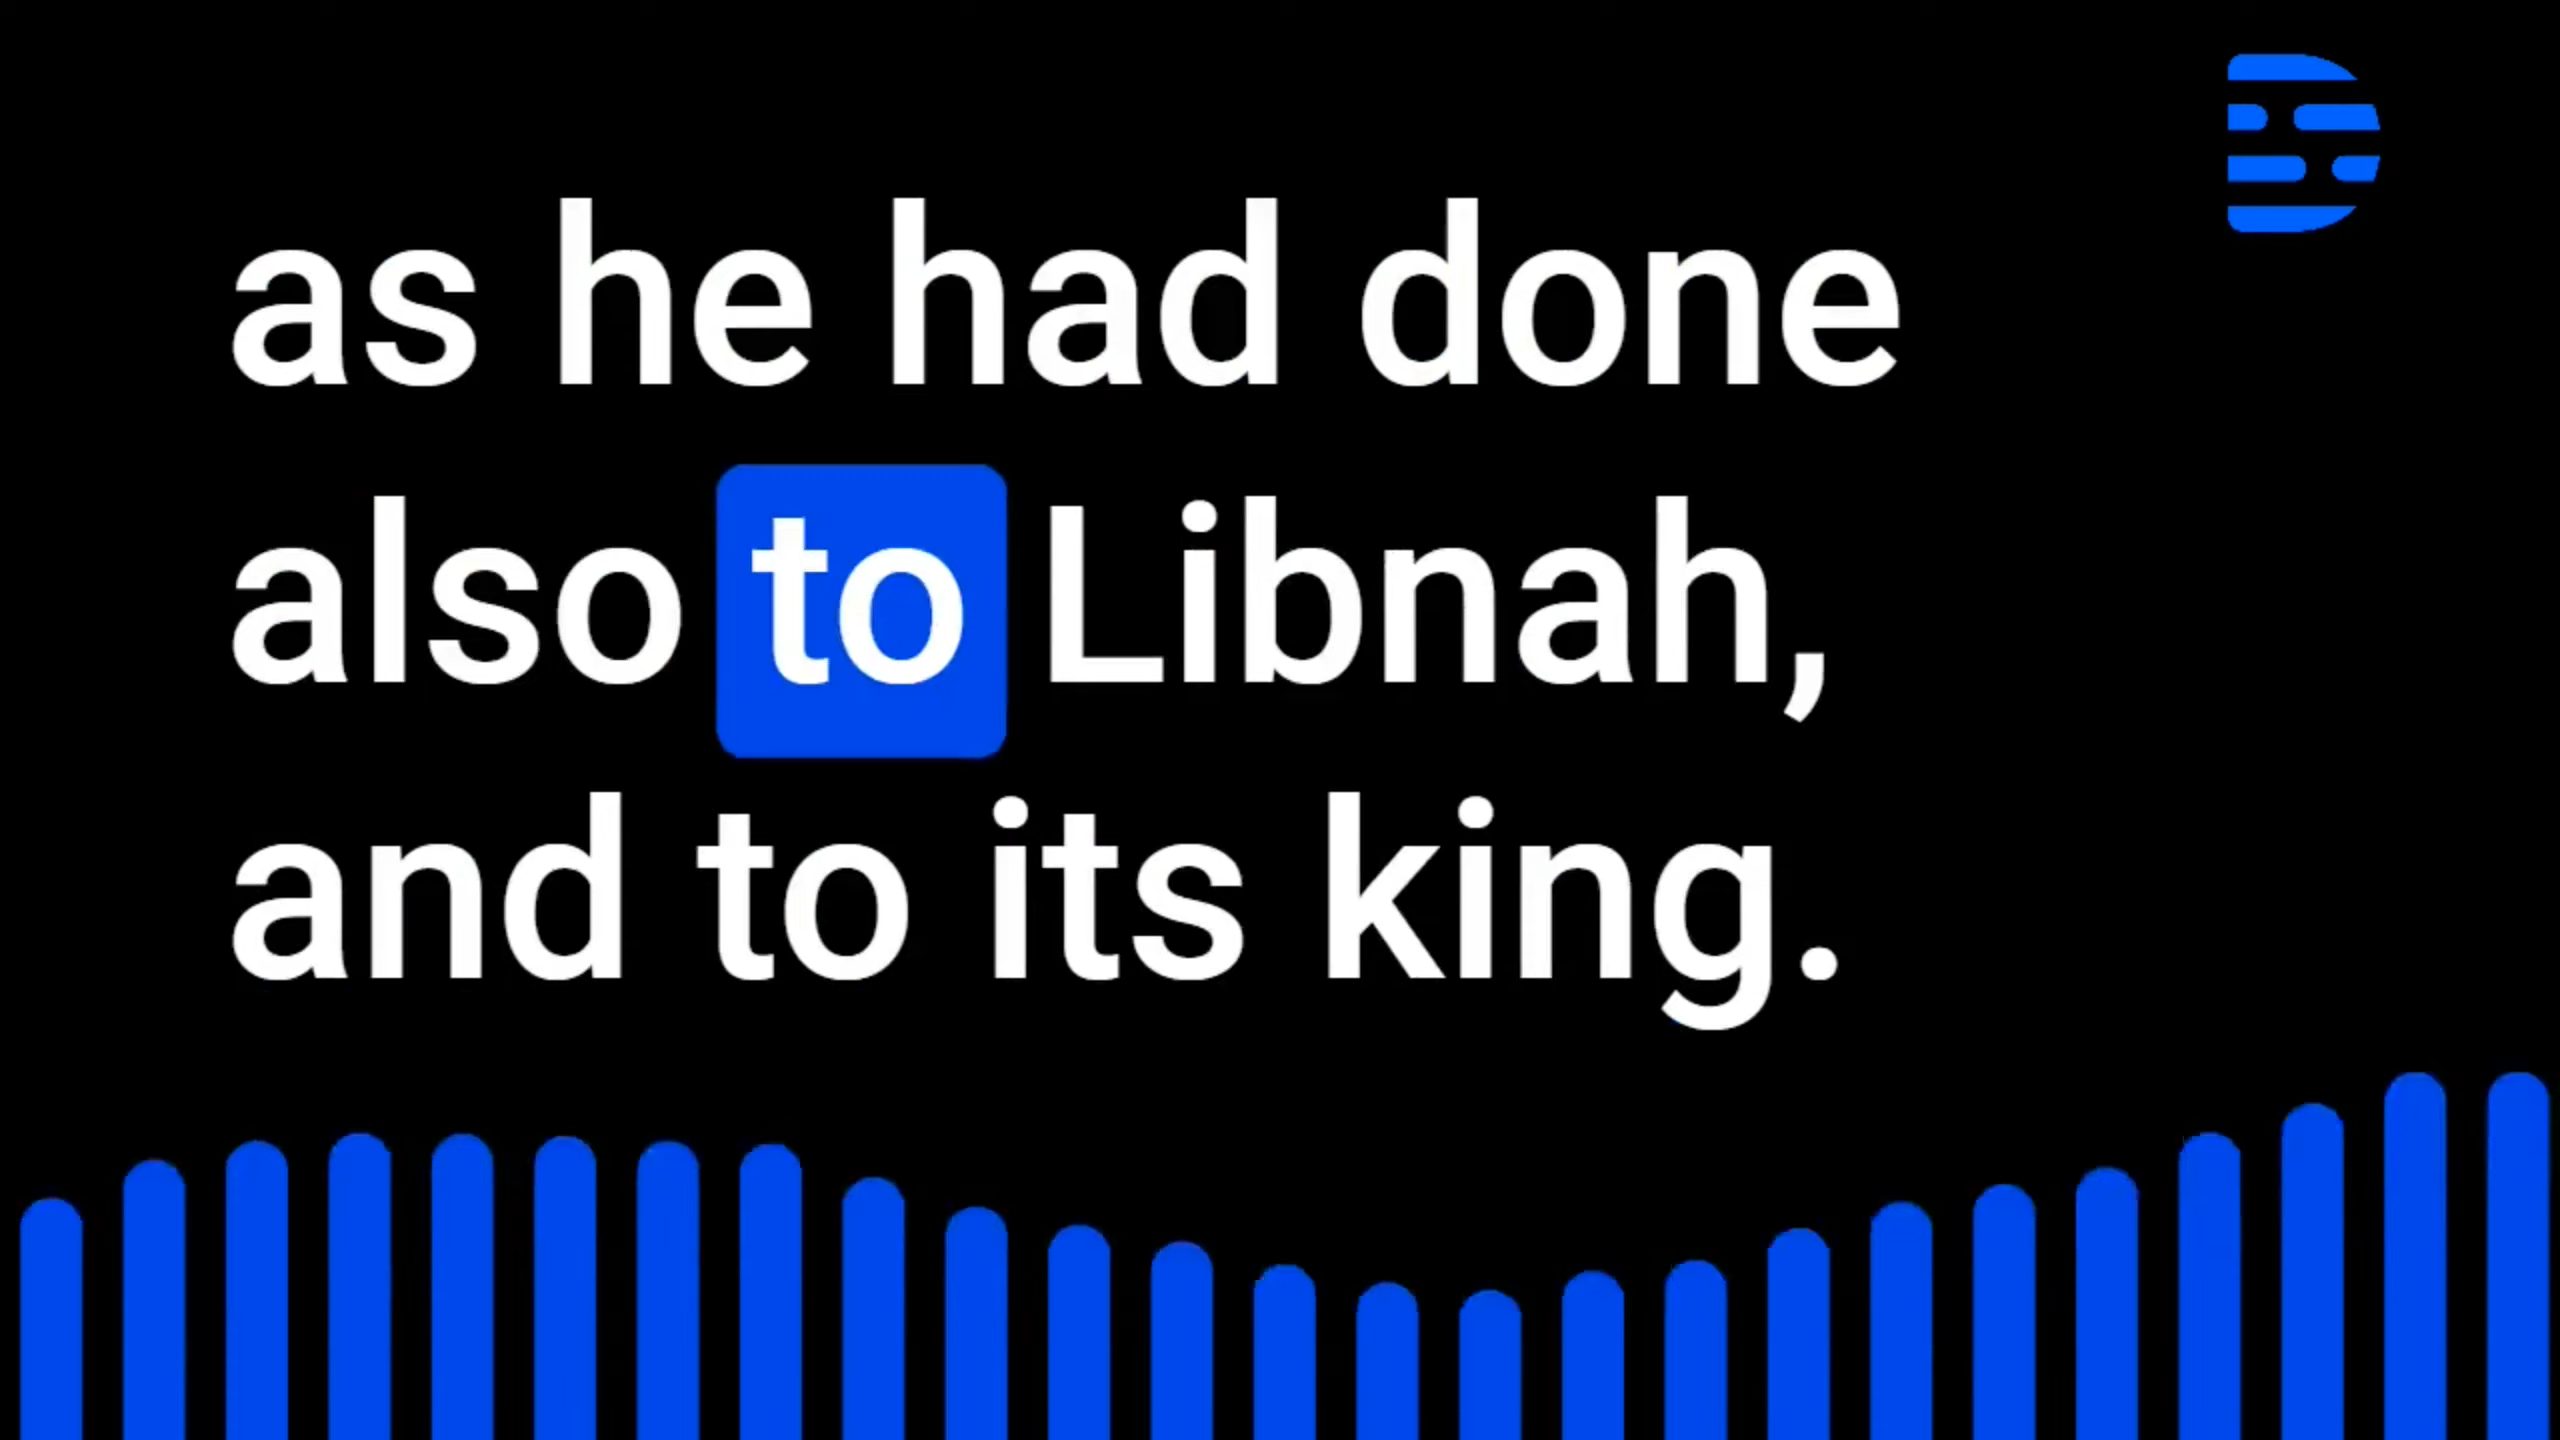 as he had done
also to Libnah,
and to its king.